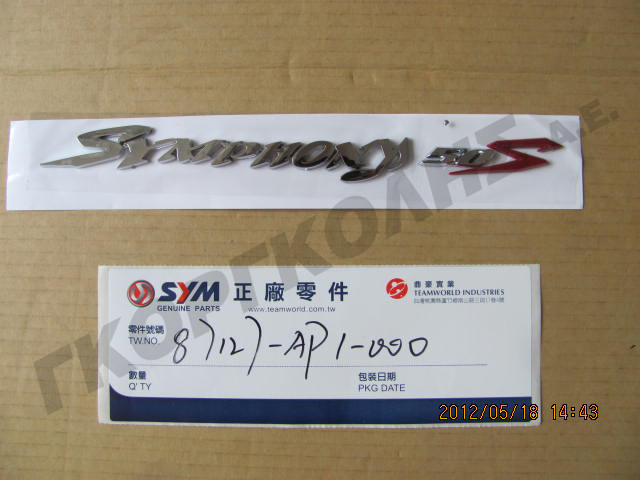 SYMPHONY 50 S
ΓΚΟΡΓΚΟΛΗΣ Α.Ε.
SYM 正廠零件
GENUINE PARTS www.teamworld.com.tw
鼎豪實業
TEAMWORLD INDUSTRIES
零件號碼
TW.NO. 87127-AP1-000
數量 包裝日期
Q'TY PKG DATE
2012/05/18 14:43